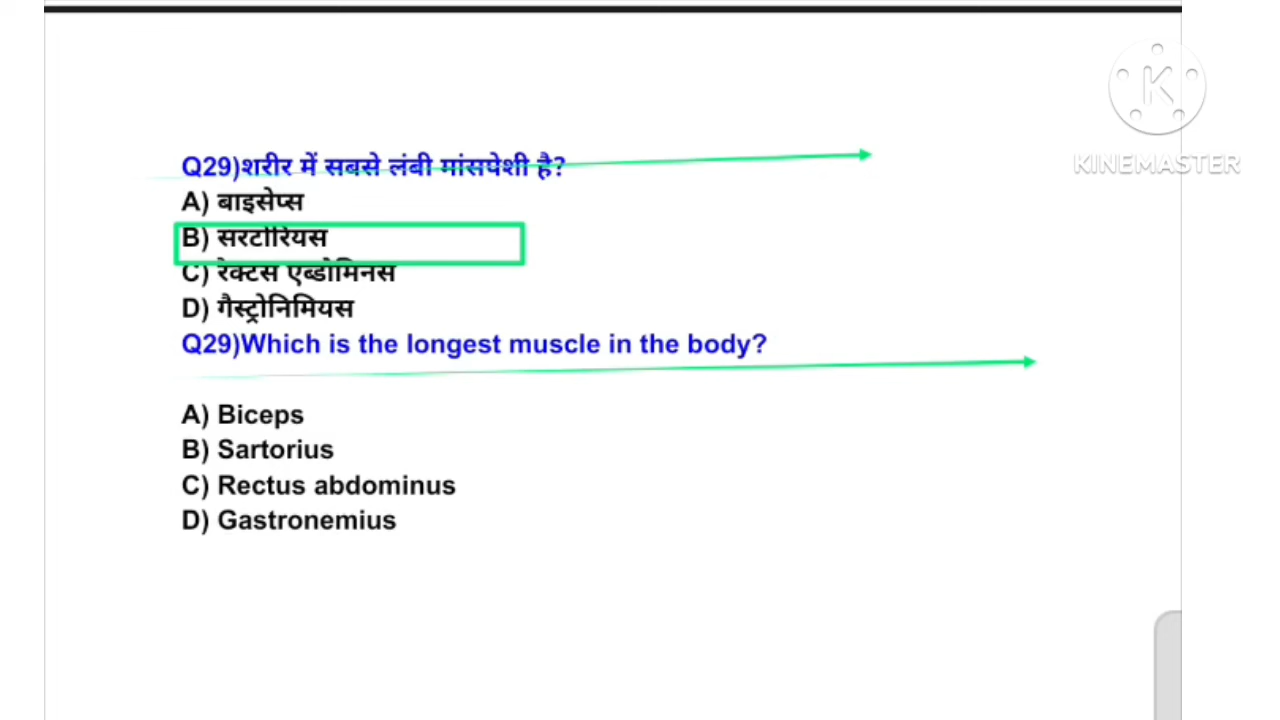 Q29)शरीर में सबसे लंबी मांसपेशी है?
A) बाइसेप्स
B) सरटोरियस
C) रेक्टस एब्डोमिनस
D) गैस्ट्रोनिमियस
Q29)Which is the longest muscle in the body?
A) Biceps
B) Sartorius
C) Rectus abdominus
D) Gastronemius
K
KINEMASTER